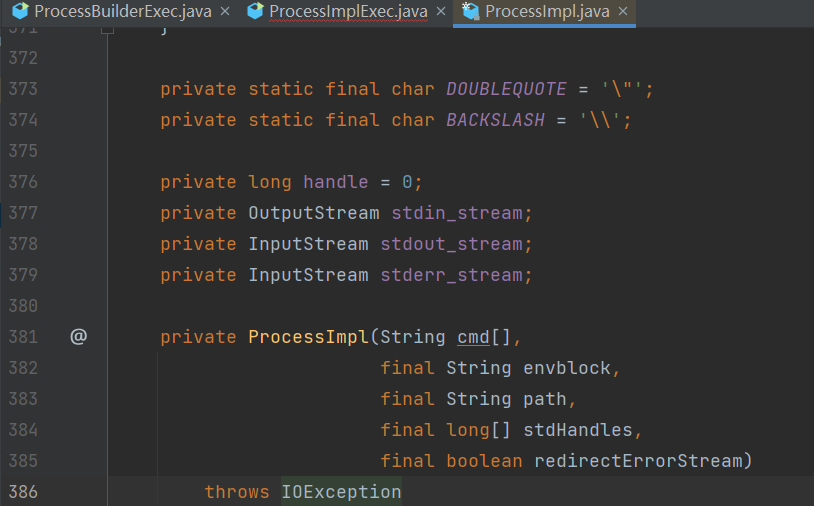 ProcessBuilderExec.java × ProcessImplExec.java × ProcessImpl.java ×
371 }
372
373 private static final char DOUBLEQUOTE = '\"';
374 private static final char BACKSLASH = '\\';
375
376 private long handle = 0;
377 private OutputStream stdin_stream;
378 private InputStream stdout_stream;
379 private InputStream stderr_stream;
380
381 @ private ProcessImpl(String cmd[],
382 final String envblock,
383 final String path,
384 final long[] stdHandles,
385 final boolean redirectErrorStream)
386 throws IOException